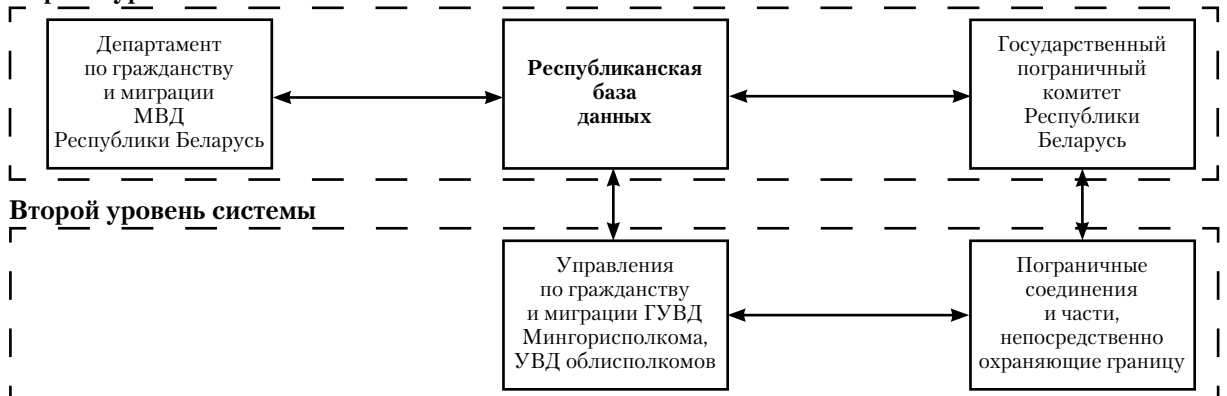 Департамент
по гражданству
и миграции
МВД
Республики Беларусь
Республиканская
база
данных
Государственный
пограничный
комитет
Республики
Беларусь
Второй уровень системы
Управления
по гражданству
и миграции ГУВД
Мингорисполкома,
УВД облисполкомов
Пограничные
соединения
и части,
непосредственно
охраняющие границу